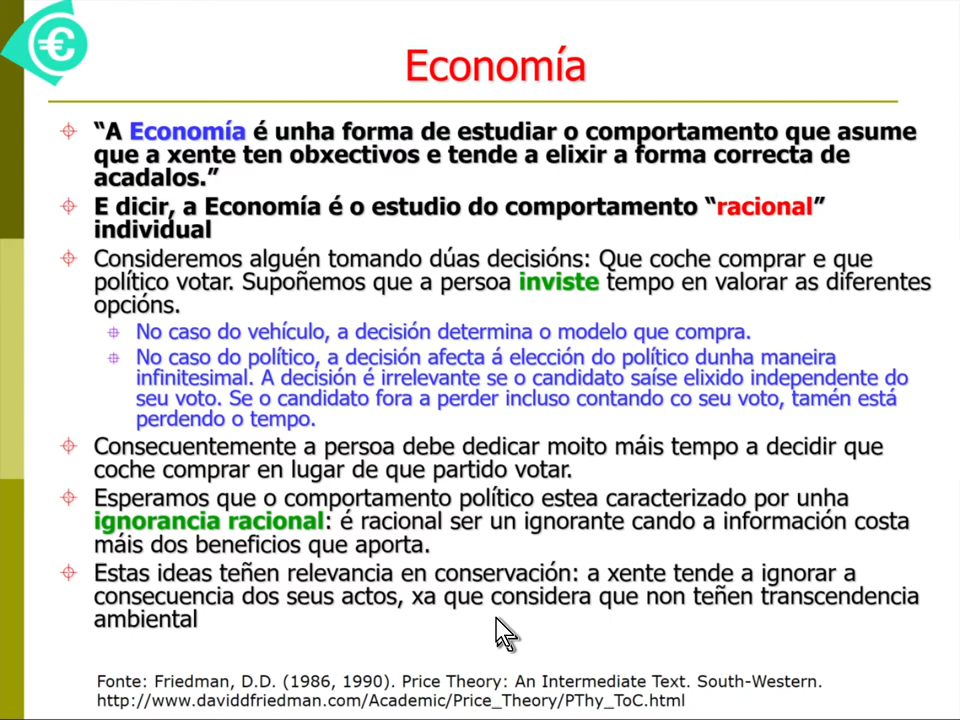 €
Economía
“A Economía é unha forma de estudiar o comportamento que asume
que a xente ten obxectivos e tende a elixir a forma correcta de
acadalos.”
E dicir, a Economía é o estudio do comportamento “racional”
individual
Consideremos alguén tomando dúas decisións: Que coche comprar e que
político votar. Supoñemos que a persoa inviste tempo en valorar as diferentes
opcións.
No caso do vehículo, a decisión determina o modelo que compra.
No caso do político, a decisión afecta á elección do político dunha maneira
infinitesimal. A decisión é irrelevante se o candidato saíse elixido independente do
seu voto. Se o candidato fora a perder incluso contando co seu voto, tamén está
perdendo o tempo.
Consecuentemente a persoa debe dedicar moito máis tempo a decidir que
coche comprar en lugar de que partido votar.
Esperamos que o comportamento político estea caracterizado por unha
ignorancia racional: é racional ser un ignorante cando a información costa
máis dos beneficios que aporta.
Estas ideas teñen relevancia en conservación: a xente tende a ignorar a
consecuencia dos seus actos, xa que considera que non teñen transcendencia
ambiental
Fonte: Friedman, D.D. (1986, 1990). Price Theory: An Intermediate Text. South-Western.
http://www.daviddfriedman.com/Academic/Price_Theory/PThy_ToC.html